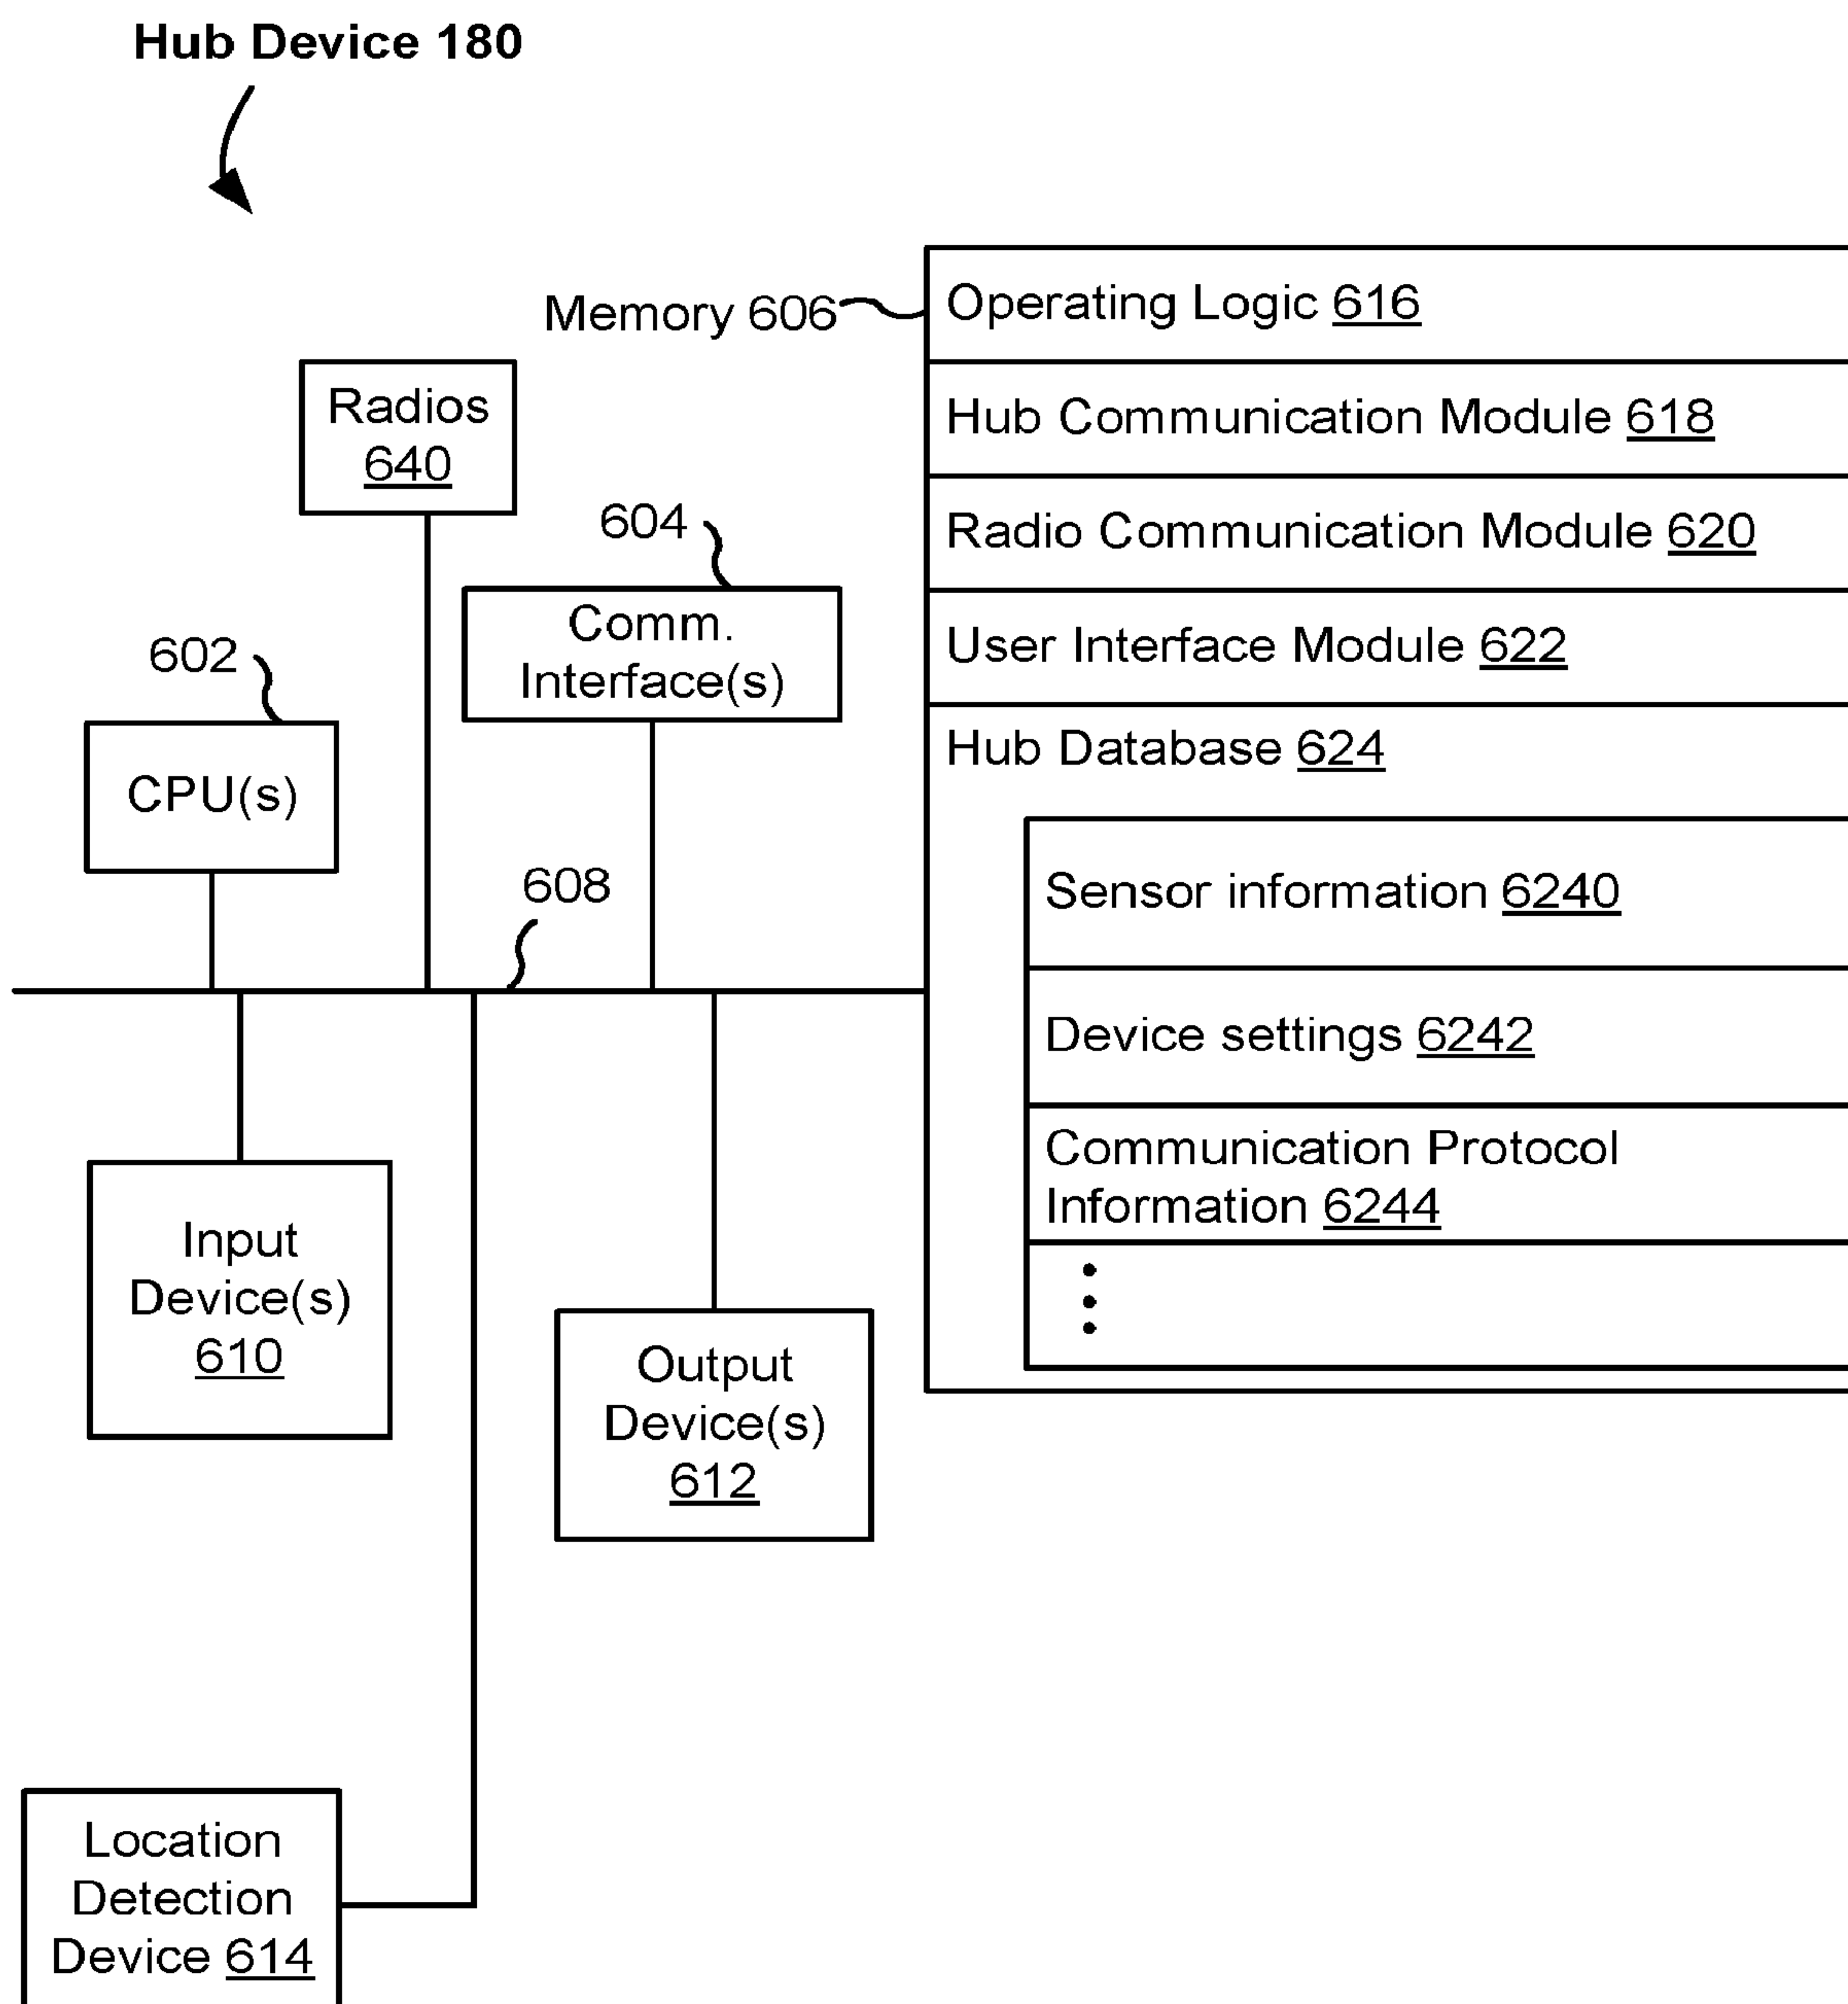 Hub Device 180
Memory 606
Operating Logic 616
Hub Communication Module 618
Radio Communication Module 620
User Interface Module 622
Hub Database 624
Sensor information 6240
Device settings 6242
Communication Protocol
Information 6244
Radios
640
604
Comm.
Interface(s)
602
CPU(s)
608
Input
Device(s)
610
Output
Device(s)
612
Location
Detection
Device 614